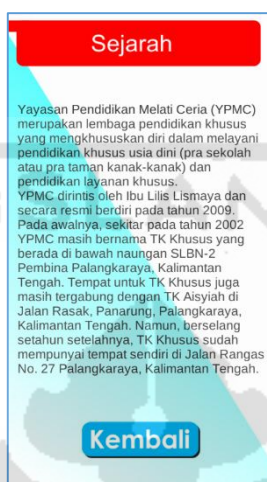 Sejarah
Yayasan Pendidikan Melati Ceria (YPMC)
merupakan lembaga pendidikan khusus
yang mengkhususkan diri dalam melayani
pendidikan khusus usia dini (pra sekolah
atau pra taman kanak-kanak) dan
pendidikan layanan khusus.
YPMC dirintis oleh Ibu Lilis Lismaya dan
secara resmi berdiri pada tahun 2009.
Pada awalnya, sekitar pada tahun 2002
YPMC masih bernama TK Khusus yang
berada di bawah naungan SLBN-2
Pembina Palangkaraya, Kalimantan
Tengah. Tempat untuk TK Khusus juga
masih tergabung dengan TK Aisyiah di
Jalan Rasak, Panarung, Palangkaraya,
Kalimantan Tengah. Namun, berselang
setahun setelahnya, TK Khusus sudah
mempunyai tempat sendiri di Jalan Rangas
No. 27 Palangkaraya, Kalimantan Tengah.
Kembali